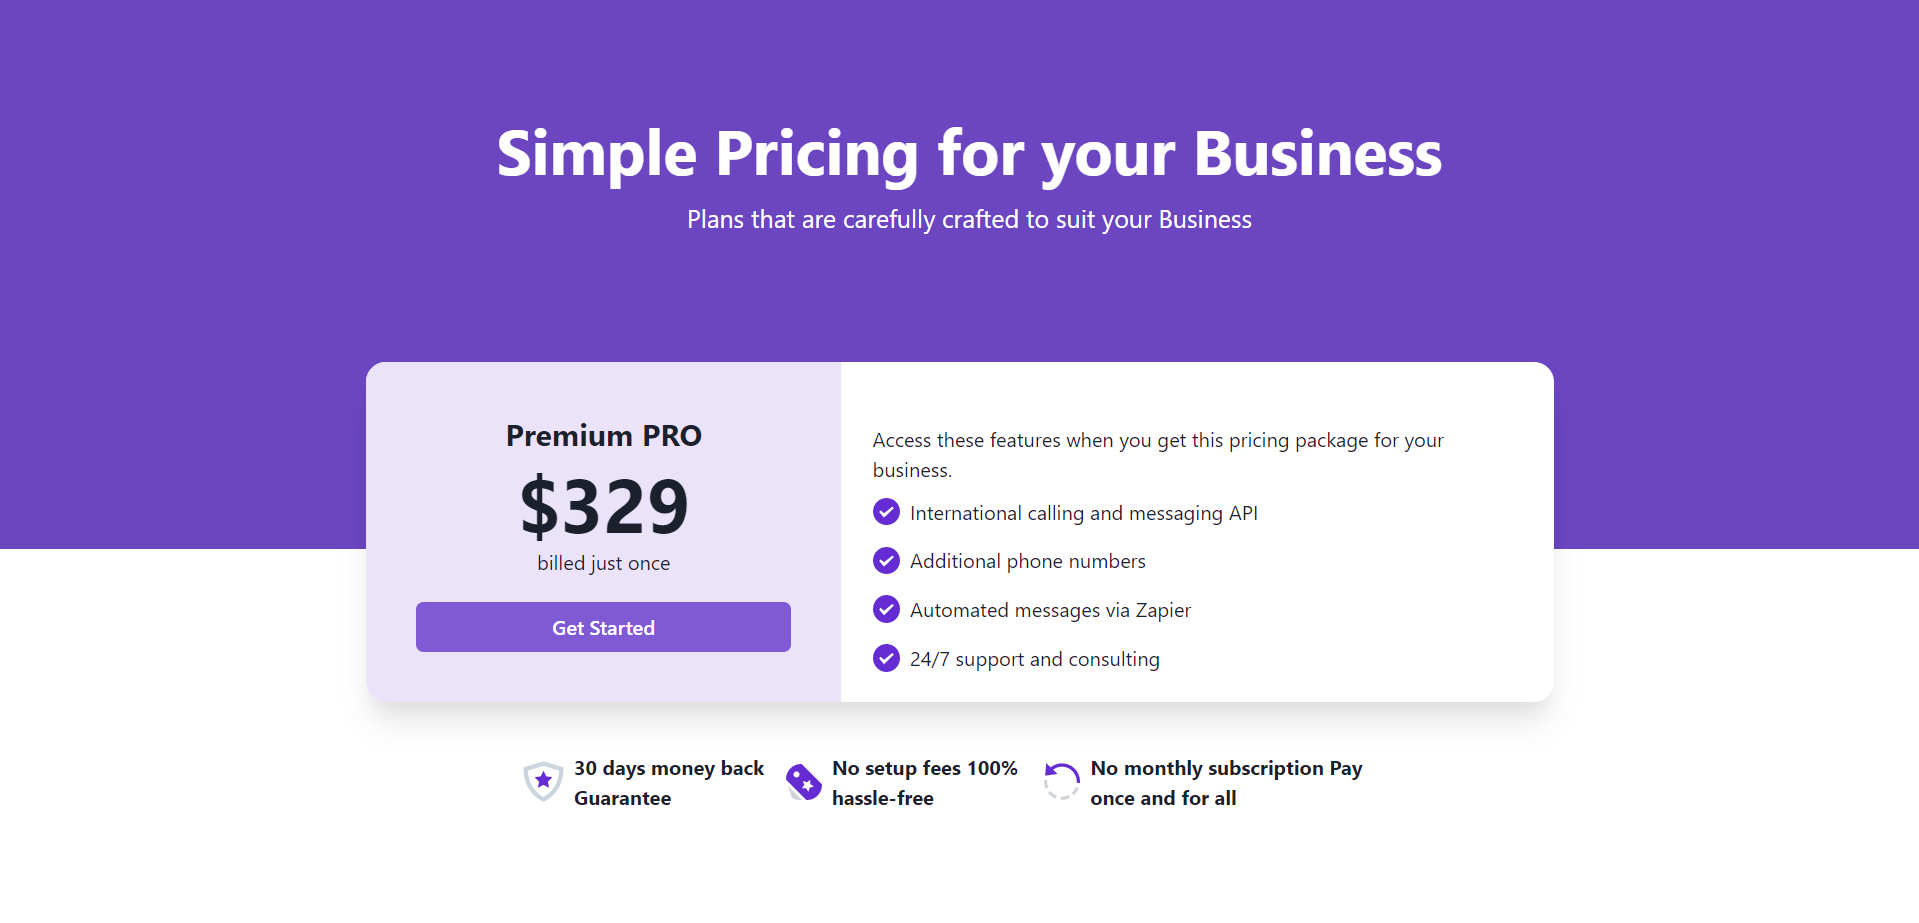 Simple Pricing for your Business
Plans that are carefully crafted to suit your Business
Premium PRO
$329
billed just once
Get Started
Access these features when you get this pricing package for your
business.
International calling and messaging API
Additional phone numbers
Automated messages via Zapier
24/7 support and consulting
30 days money back
Guarantee
No setup fees 100%
hassle-free
No monthly subscription Pay
once and for all